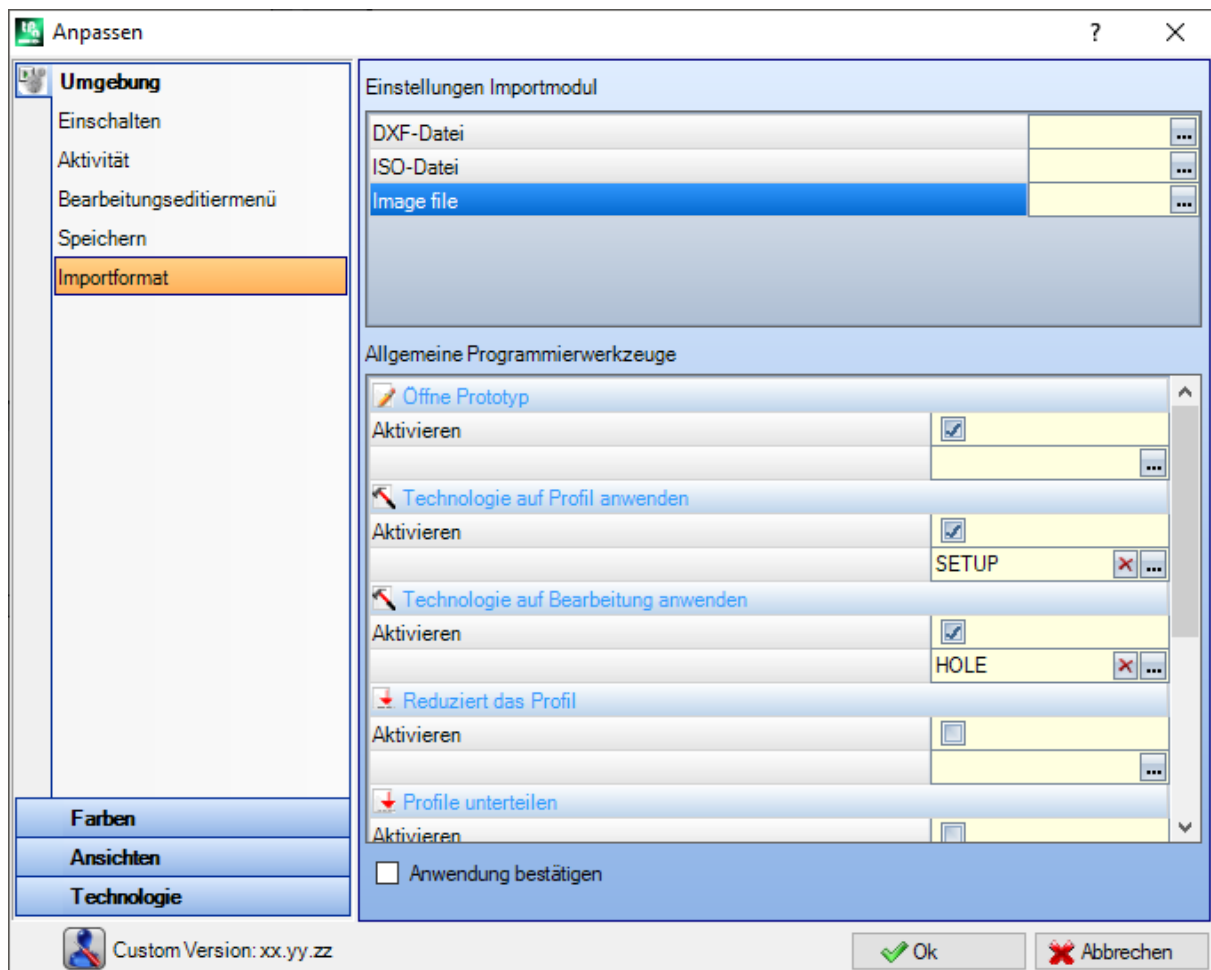 Anpassen
?
Umgebung
Einschalten
Aktivität
Bearbeitungseditiermenü
Speichern
Importformat
Farben
Ansichten
Technologie
Einstellungen Importmodul
DXF-Datei ...
ISO-Datei ...
Image file ...
Allgemeine Programmierwerkzeuge
Öffne Prototyp
Aktivieren
...
Technologie auf Profil anwenden
Aktivieren
SETUP ...
Technologie auf Bearbeitung anwenden
Aktivieren
HOLE ...
Reduziert das Profil
Aktivieren
...
Profile unterteilen
Aktivieren
Anwendung bestätigen
Custom Version: xx.yy.zz
Ok
Abbrechen